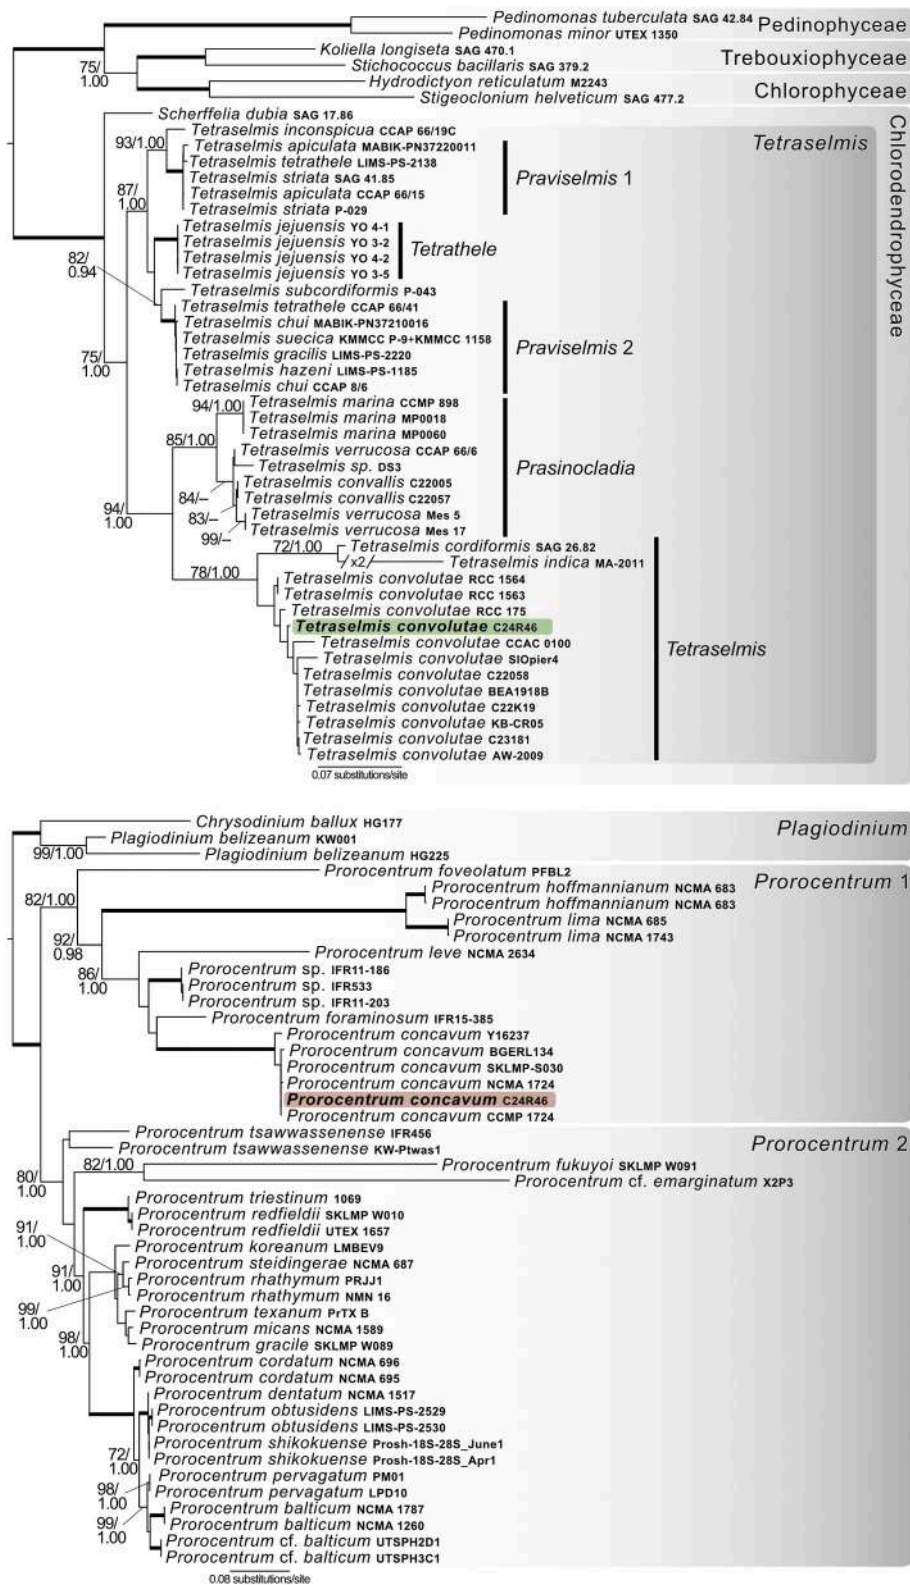 Pedinomonas tuberculata SAG 42.84
Pedinomonas minor UTEX 1350
Pedinophyceae
Koliella longiseta SAG 470.1
Stichococcus bacillaris SAG 379.2
Trebouxiophyceae
75/
1.00
Hydrodictyon reticulatum M2243
Stigeoclonium helveticum SAG 477.2
Chlorophyceae
Scherffelia dubia SAG 17.86
Chlorodendrophyceae
Tetraselmis
93/1.00
Tetraselmis inconspicua CCAP 66/19C
Tetraselmis apiculata MABIK-PN37220011
Tetraselmis tetrathele LIMS-PS-2138
Tetraselmis striata SAG 41.85
Tetraselmis apiculata CCAP 66/15
Tetraselmis striata P-029
Praviselmis 1
87/
1.00
Tetraselmis jejuensis YO 4-1
Tetraselmis jejuensis YO 3-2
Tetraselmis jejuensis YO 4-2
Tetraselmis jejuensis YO 3-5
Tetrathele
82/
0.94
Tetraselmis subcordiformis P-043
Tetraselmis tetrathele CCAP 66/41
Tetraselmis chui MABIK-PN37210016
Tetraselmis suecica KMMCC P-9+KMMCC 1158
Tetraselmis gracilis LIMS-PS-2220
Tetraselmis hazeni LIMS-PS-1185
Tetraselmis chui CCAP 8/6
Praviselmis 2
75/
1.00
94/1.00
Tetraselmis marina CCMP 898
Tetraselmis marina MP0018
Tetraselmis marina MP0060
85/1.00
Tetraselmis verrucosa CCAP 66/6
Tetraselmis sp. DS3
Tetraselmis convallis C22005
Tetraselmis convallis C22057
Tetraselmis verrucosa Mes 5
Tetraselmis verrucosa Mes 17
Prasinocladia
84/–
83/–
99/–
94/
1.00
72/1.00
Tetraselmis cordiformis SAG 26.82
x2
Tetraselmis indica MA-2011
78/1.00
Tetraselmis convolutae RCC 1564
Tetraselmis convolutae RCC 1563
Tetraselmis convolutae RCC 175
Tetraselmis convolutae C24R46
Tetraselmis convolutae CCAC 0100
Tetraselmis convolutae SIOpier4
Tetraselmis convolutae C22058
Tetraselmis convolutae BEA1918B
Tetraselmis convolutae C22K19
Tetraselmis convolutae KB-CR05
Tetraselmis convolutae C23181
Tetraselmis convolutae AW-2009
Tetraselmis
0.07 substitutions/site
Chrysodinium ballux HG177
Plagiodinium belizeanum KW001
Plagiodinium belizeanum HG225
99/1.00
Plagiodinium
Prorocentrum foveolatum PFBL2
Prorocentrum 1
Prorocentrum hoffmannianum NCMA 683
Prorocentrum hoffmannianum NCMA 683
Prorocentrum lima NCMA 685
Prorocentrum lima NCMA 1743
82/1.00
92/
0.98
Prorocentrum leve NCMA 2634
86/
1.00
Prorocentrum sp. IFR11-186
Prorocentrum sp. IFR533
Prorocentrum sp. IFR11-203
Prorocentrum foraminosum IFR15-385
Prorocentrum concavum Y16237
Prorocentrum concavum BGERL134
Prorocentrum concavum SKLMP-S030
Prorocentrum concavum NCMA 1724
Prorocentrum concavum C24R46
Prorocentrum concavum CCMP 1724
Prorocentrum tsawwassenense IFR456
Prorocentrum tsawwassenense KW-Ptwas1
Prorocentrum 2
82/1.00
Prorocentrum fukuyoi SKLMP W091
Prorocentrum cf. emarginatum X2P3
80/
1.00
Prorocentrum triestinum 1069
Prorocentrum redfieldii SKLMP W010
Prorocentrum redfieldii UTEX 1657
91/
1.00
Prorocentrum koreanum LMBEV9
Prorocentrum steidingerae NCMA 687
Prorocentrum rhathymum PRJJ1
Prorocentrum rhathymum NMN 16
91/
1.00
99/
1.00
Prorocentrum texanum PrTX B
Prorocentrum micans NCMA 1589
Prorocentrum gracile SKLMP W089
98/
1.00
Prorocentrum cordatum NCMA 696
Prorocentrum cordatum NCMA 695
Prorocentrum dentatum NCMA 1517
Prorocentrum obtusidens LIMS-PS-2529
Prorocentrum obtusidens LIMS-PS-2530
Prorocentrum shikokuense Prosh-18S-28S_June1
Prorocentrum shikokuense Prosh-18S-28S_Apr1
72/
1.00
Prorocentrum pervagatum PM01
Prorocentrum pervagatum LPD10
98/
1.00
Prorocentrum balticum NCMA 1787
Prorocentrum balticum NCMA 1260
99/
1.00
Prorocentrum cf. balticum UTSPH2D1
Prorocentrum cf. balticum UTSPH3C1
0.08 substitutions/site